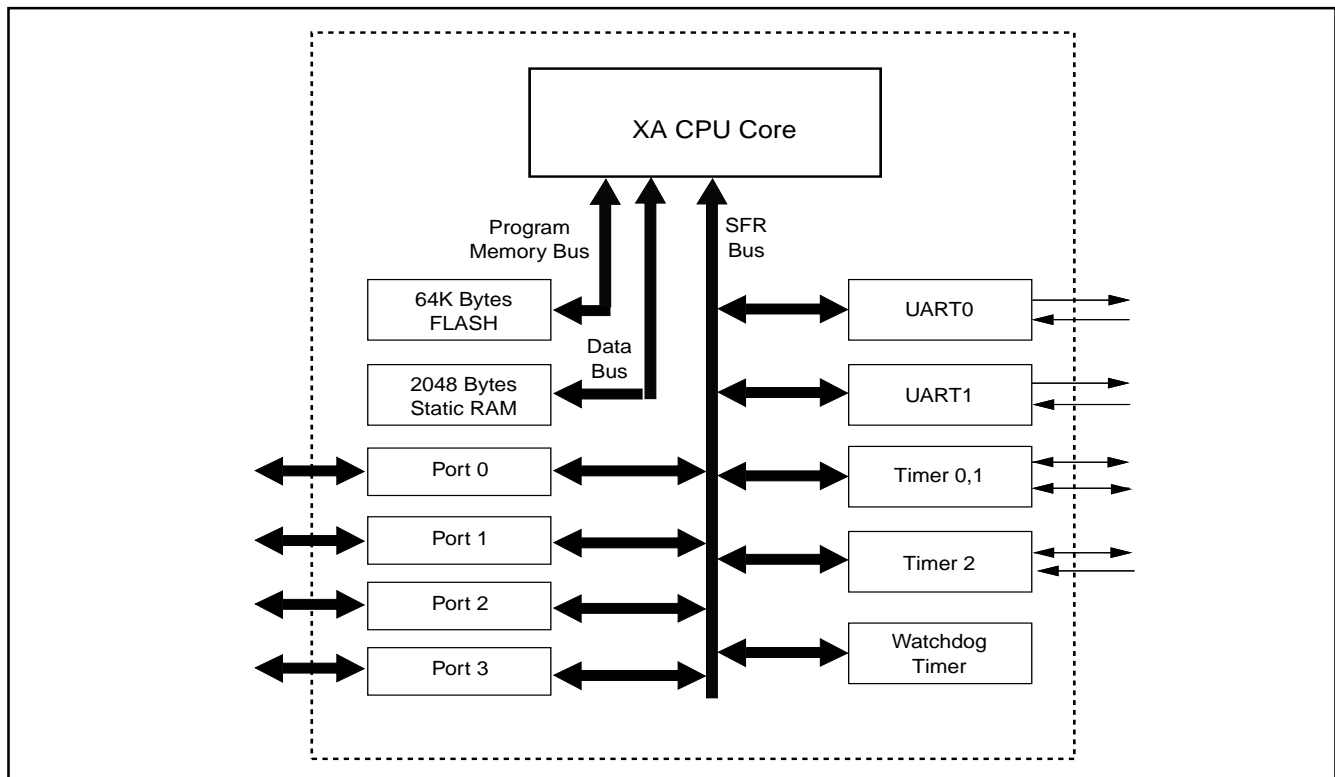 XA CPU Core
Program
Memory Bus
SFR
Bus
64K Bytes
FLASH
UART0
Data
Bus
2048 Bytes
Static RAM
UART1
Port 0
Timer 0,1
Port 1
Timer 2
Port 2
Port 3
Watchdog
Timer